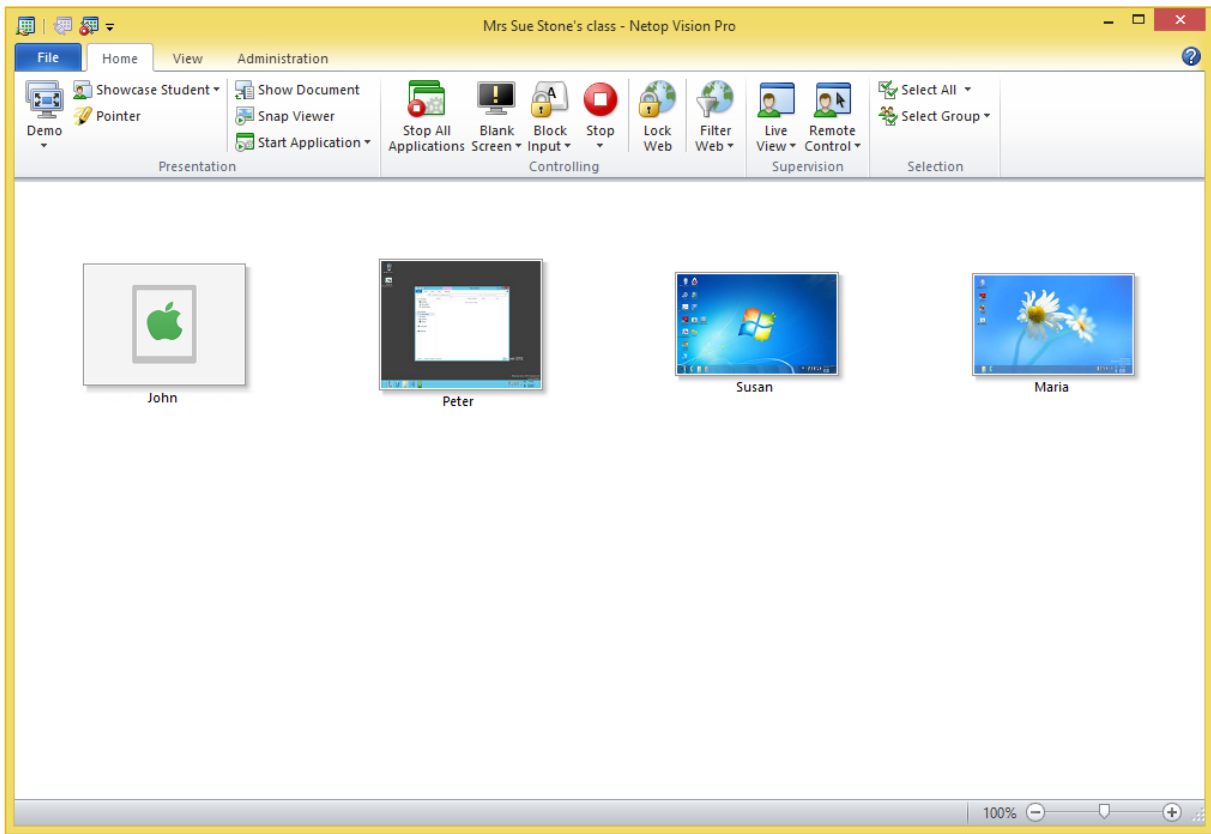 Mrs Sue Stone's class - Netop Vision Pro
File Home View Administration
Demo
Showcase Student
Pointer
Show Document
Snap Viewer
Start Application
Presentation
Stop All
Applications
Blank
Screen
Block
Input
Stop
Lock
Web
Filter
Web
Controlling
Live
View
Remote
Control
Supervision
Select All
Select Group
Selection
John
Peter
Susan
Maria
100%